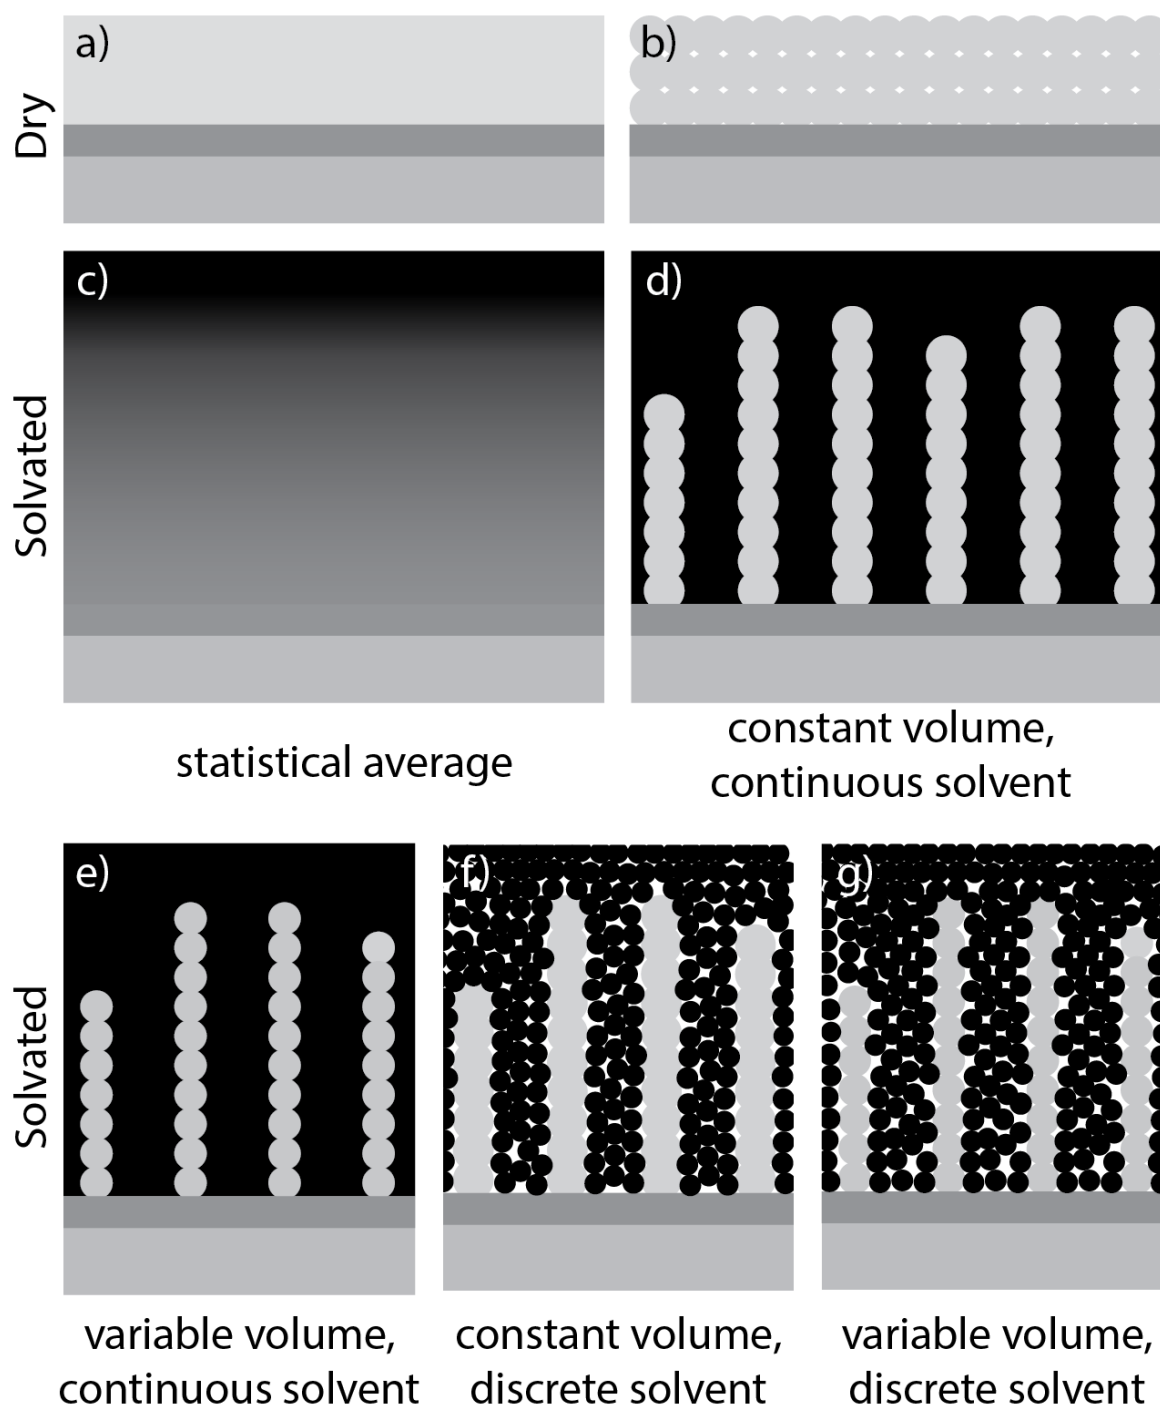 a)
b)
Dry
c)
d)
Solvated
statistical average
constant volume,
continuous solvent
e)
f)
g)
Solvated
variable volume,
continuous solvent
constant volume,
discrete solvent
variable volume,
discrete solvent